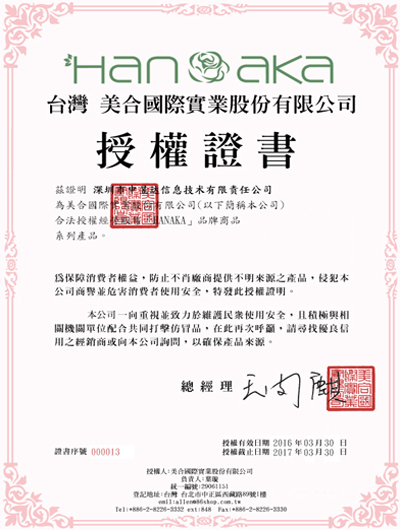 HANAKA
台灣 美合國際實業股份有限公司
授權證書
茲證明 深圳市中盈達信息技术有限责任公司
為美合國際實業股份有限公司(以下簡稱本公司)
合法授權經銷販售「HANAKA」品牌商品
系列產品。
為保障消費者權益,防止不肖廠商提供不明來源之產品,侵犯本
公司商譽並危害消費者使用安全,特發此授權證明。
本公司一向重視並致力於維護民眾使用安全,且積極與相
關機關單位配合共同打擊仿冒品,在此再次呼籲,請尋找優良信
用之經銷商或向本公司詢問,以確保產品來源。
總經理
證書序號 000013
授權有效日期 2016 年 03 月 30 日
授權截止日期 2017 年 03 月 30 日
授權人:美合國際實業股份有限公司
負責人:葉璇
統一編號:29061151
登記地址:台灣 台北市中正區西藏路89號1樓
emil:allenw86shop.com.tw
Tel:+886-2-8226-3332 ext:848 Fax:+886-2-8226-3330